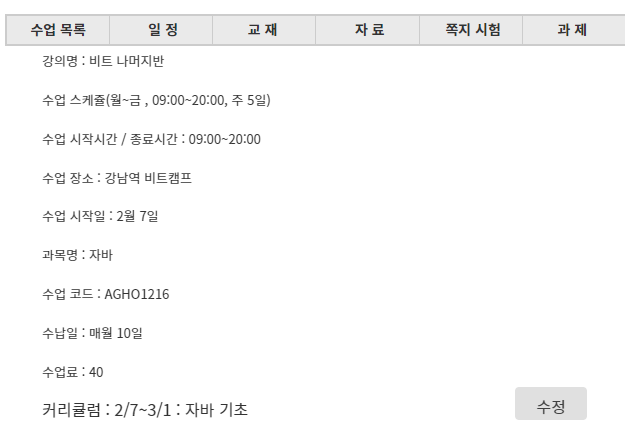 수업 목록 일 정 교 재 자 료 쪽지 시험 과 제
강의명 : 비트 나머지반
수업 스케쥴(월~금 , 09:00~20:00, 주 5일)
수업 시작시간 / 종료시간 : 09:00~20:00
수업 장소 : 강남역 비트캠프
수업 시작일 : 2월 7일
과목명 : 자바
수업 코드 : AGHO1216
수납일 : 매월 10일
수업료 : 40
커리큘럼 : 2/7~3/1 : 자바 기초
수정